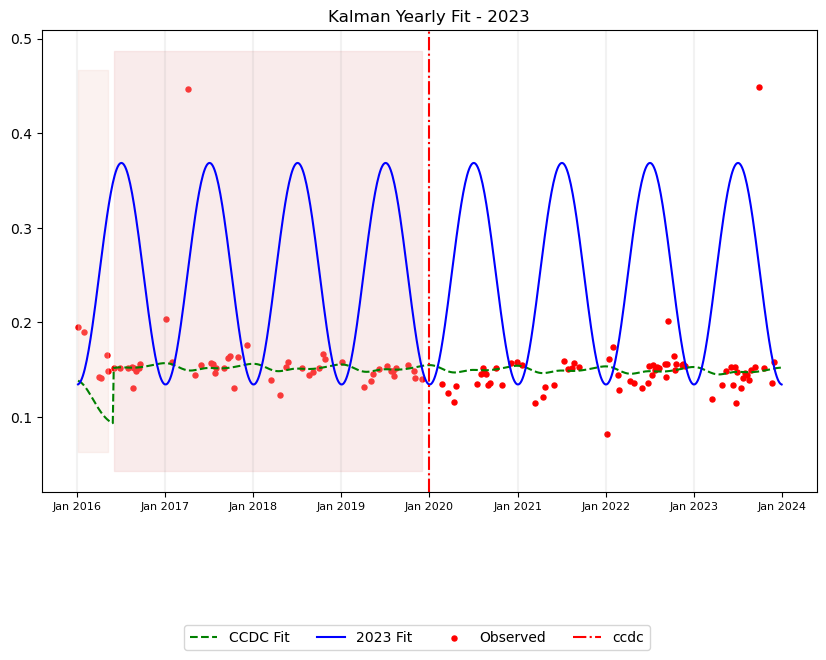 Kalman Yearly Fit - 2023
0.5
0.4
0.3
0.2
0.1
Jan 2016 Jan 2017 Jan 2018 Jan 2019 Jan 2020 Jan 2021 Jan 2022 Jan 2023 Jan 2024
CCDC Fit 2023 Fit Observed ccdc